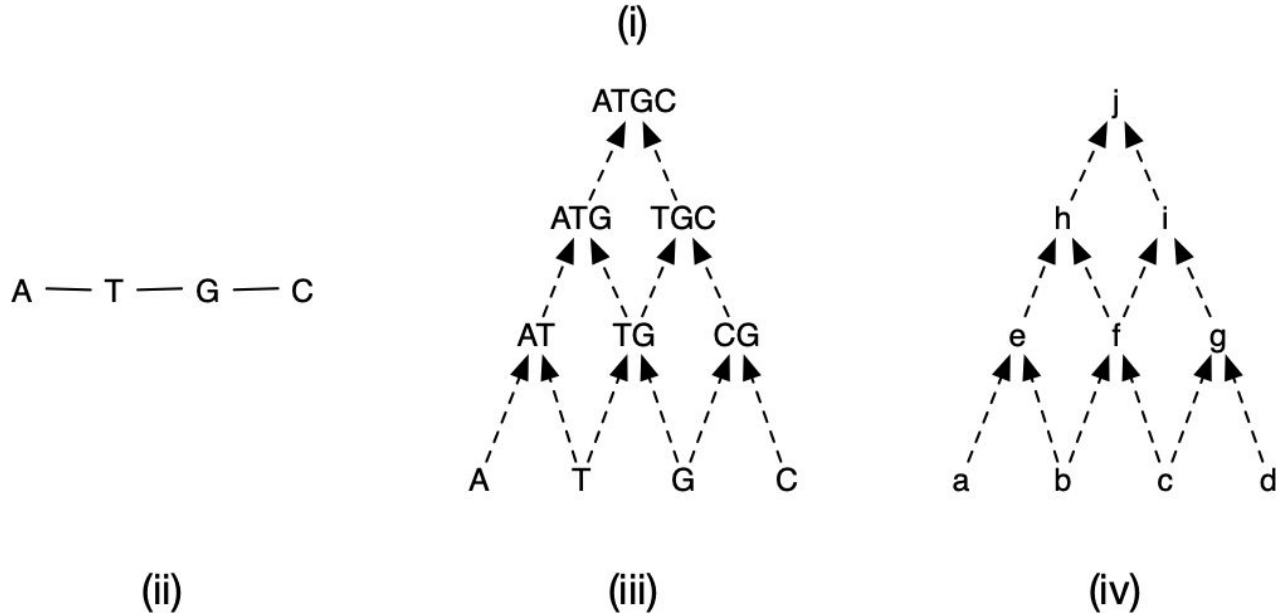 (i)
ATGC j
ATG TGC h i
A T G C
AT TG CG e f g
A T G C a b c d
(ii) (iii) (iv)